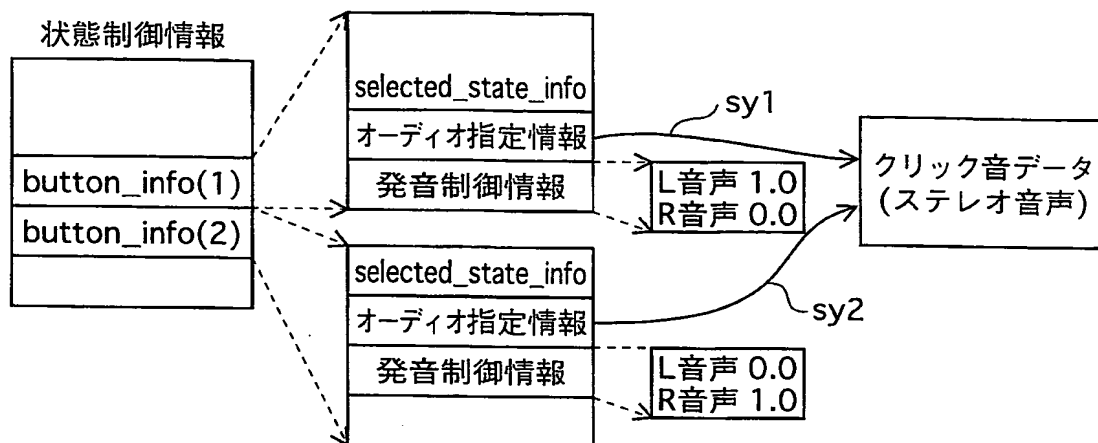 状態制御情報
button_info(1)
button_info(2)
selected_state_info
オーディオ指定情報
発音制御情報
L音声 1.0
R音声 0.0
sy1
クリック音データ
(ステレオ音声)
selected_state_info
オーディオ指定情報
発音制御情報
L音声 0.0
R音声 1.0
sy2